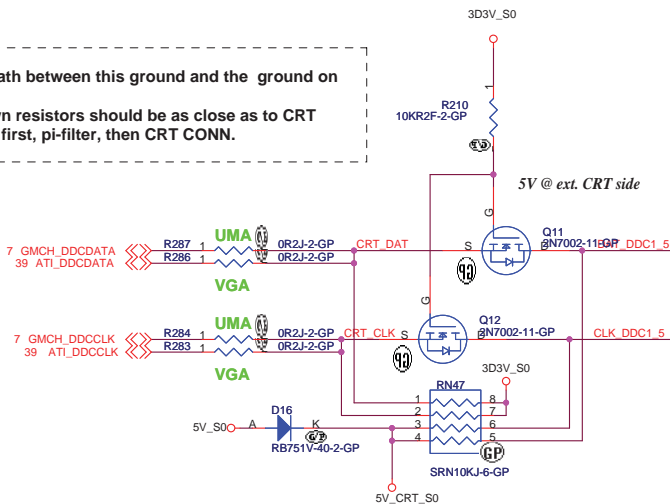 3D3V_S0
ath between this ground and the ground on
n resistors should be as close as to CRT
first, pi-filter, then CRT CONN.
1
R210
10KR2F-2-GP
5V @ ext. CRT side
G
UMA
Q11
2N7002-11-GP
7 GMCH_DDCDATA
R287 1
0R2J-2-GP
CRT_DAT
S
DDC1_5
39 ATI_DDCDATA
R286 1
0R2J-2-GP
VGA
GP
G
UMA
Q12
2N7002-11-GP
7 GMCH_DDCCLK
R284 1
0R2J-2-GP
CRT_CLK
S
D
CLK_DDC1_5
39 ATI_DDCCLK
R283 1
0R2J-2-GP
VGA
GP
3D3V_S0
RN47
1 8
2 7
3 6
4 5
D16
5V_S0 A K
GP
RB751V-40-2-GP
GP
SRN10KJ-6-GP
5V_CRT_S0